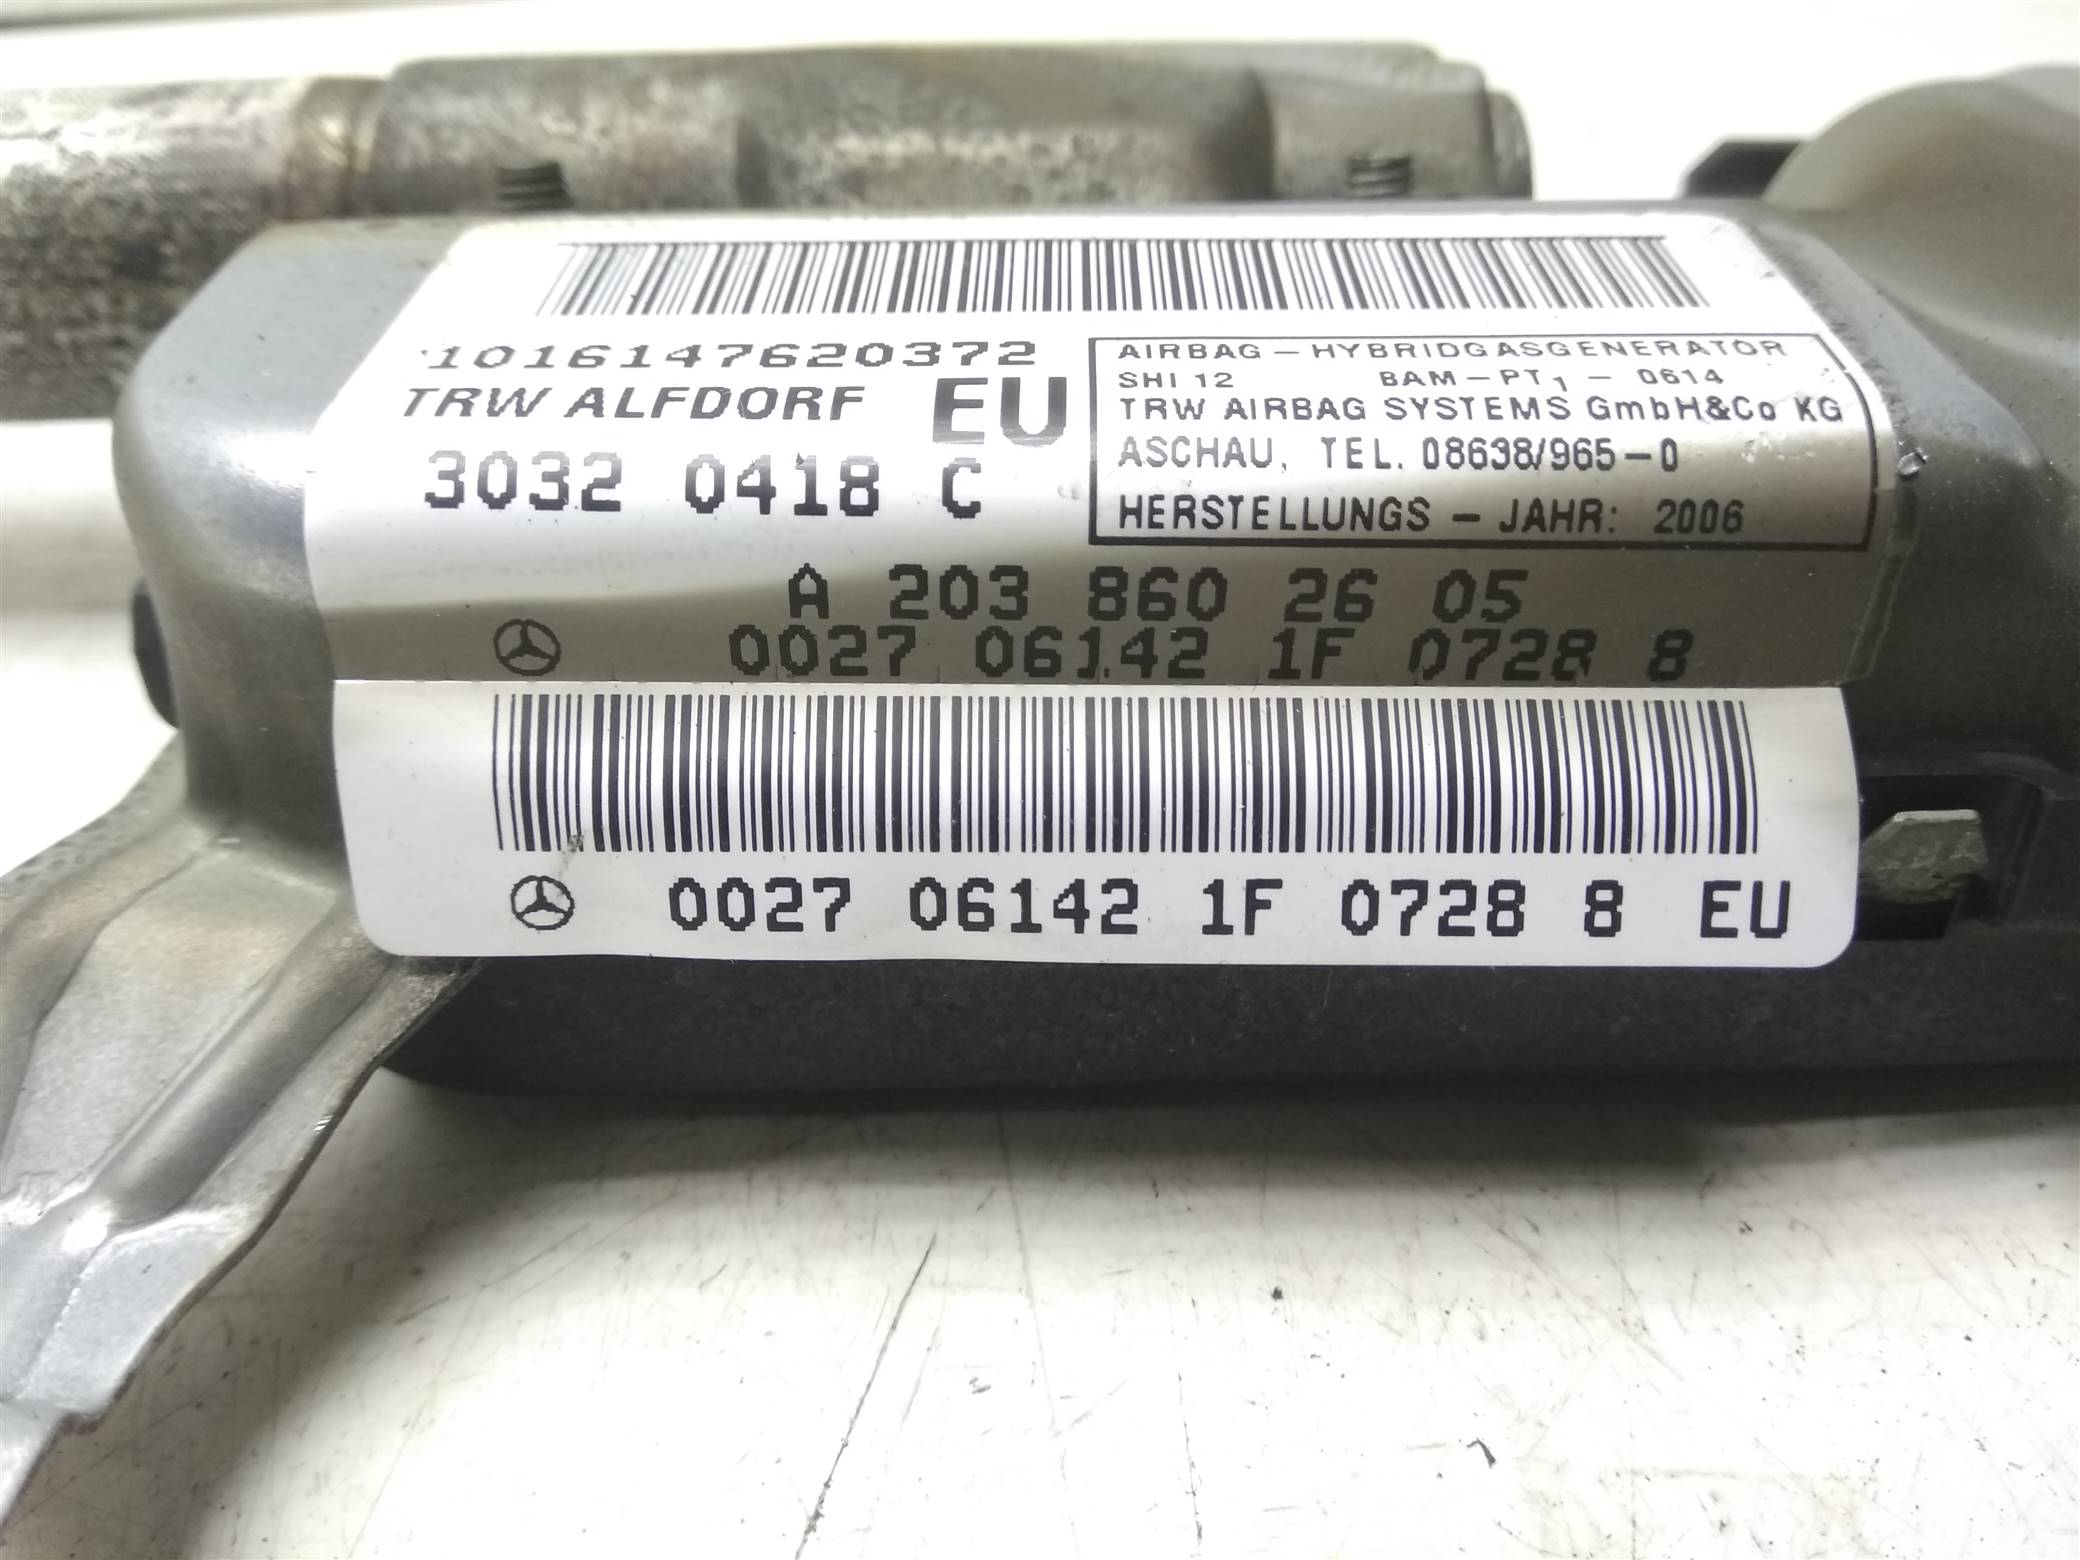 1016147620372
TRW ALFDORF EU
3032 0418 C
AIRBAG – HYBRIDGASGENERATOR
SHI 12 BAM – PT1 – 0614
TRW AIRBAG SYSTEMS GmbH&Co KG
ASCHAU, TEL. 08638/965-0
HERSTELLUNGS – JAHR: 2006
A 203 860 26 05
0027 06142 1F 0728 8
0027 06142 1F 0728 8 EU